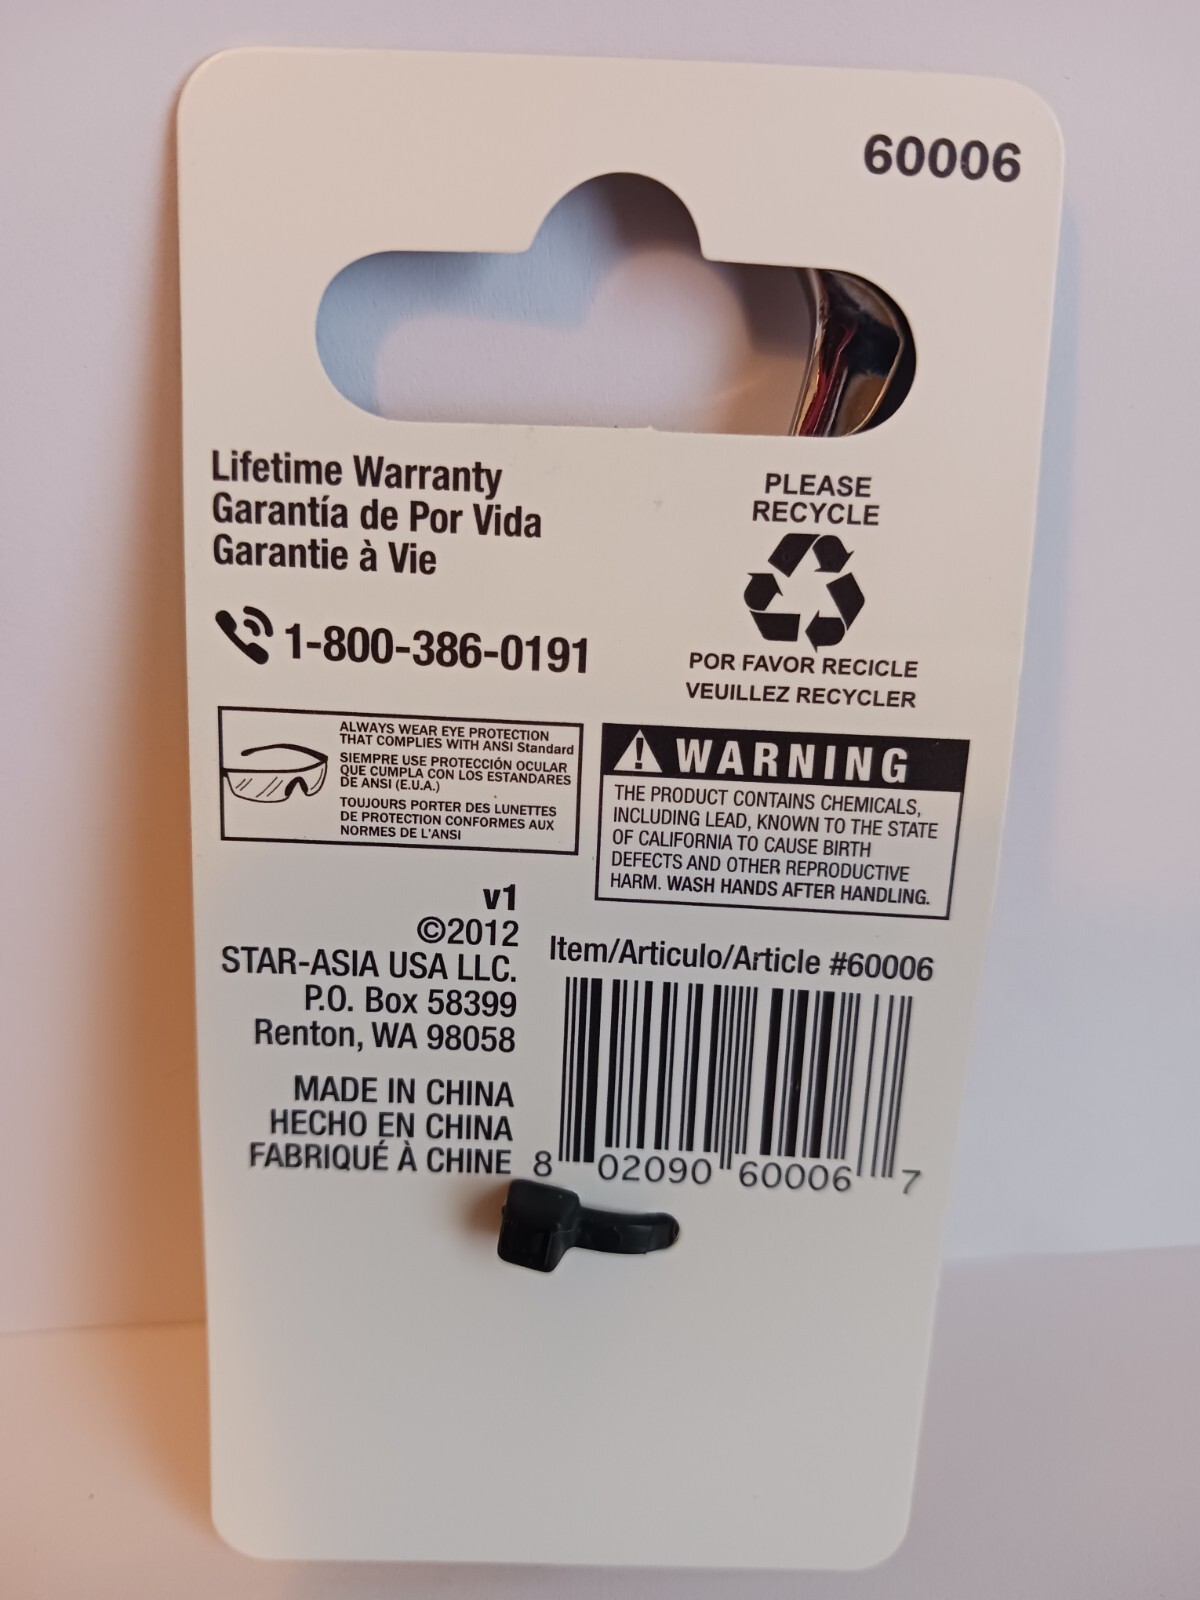 60006
Lifetime Warranty
Garantía de Por Vida
Garantie à Vie
1-800-386-0191
PLEASE
RECYCLE
POR FAVOR RECICLE
VEUILLEZ RECYCLER
ALWAYS WEAR EYE PROTECTION
THAT COMPLIES WITH ANSI Standard
SIEMPRE USE PROTECCIÓN OCULAR
QUE CUMPLA CON LOS ESTANDARES
DE ANSI (E.U.A.)
TOUJOURS PORTER DES LUNETTES
DE PROTECTION CONFORMES AUX
NORMES DE L'ANSI
WARNING
THE PRODUCT CONTAINS CHEMICALS,
INCLUDING LEAD, KNOWN TO THE STATE
OF CALIFORNIA TO CAUSE BIRTH
DEFECTS AND OTHER REPRODUCTIVE
HARM. WASH HANDS AFTER HANDLING.
v1
©2012
STAR-ASIA USA LLC.
P.O. Box 58399
Renton, WA 98058
MADE IN CHINA
HECHO EN CHINA
FABRIQUÉ À CHINE
Item/Articulo/Article #60006
8 02090 60006 7